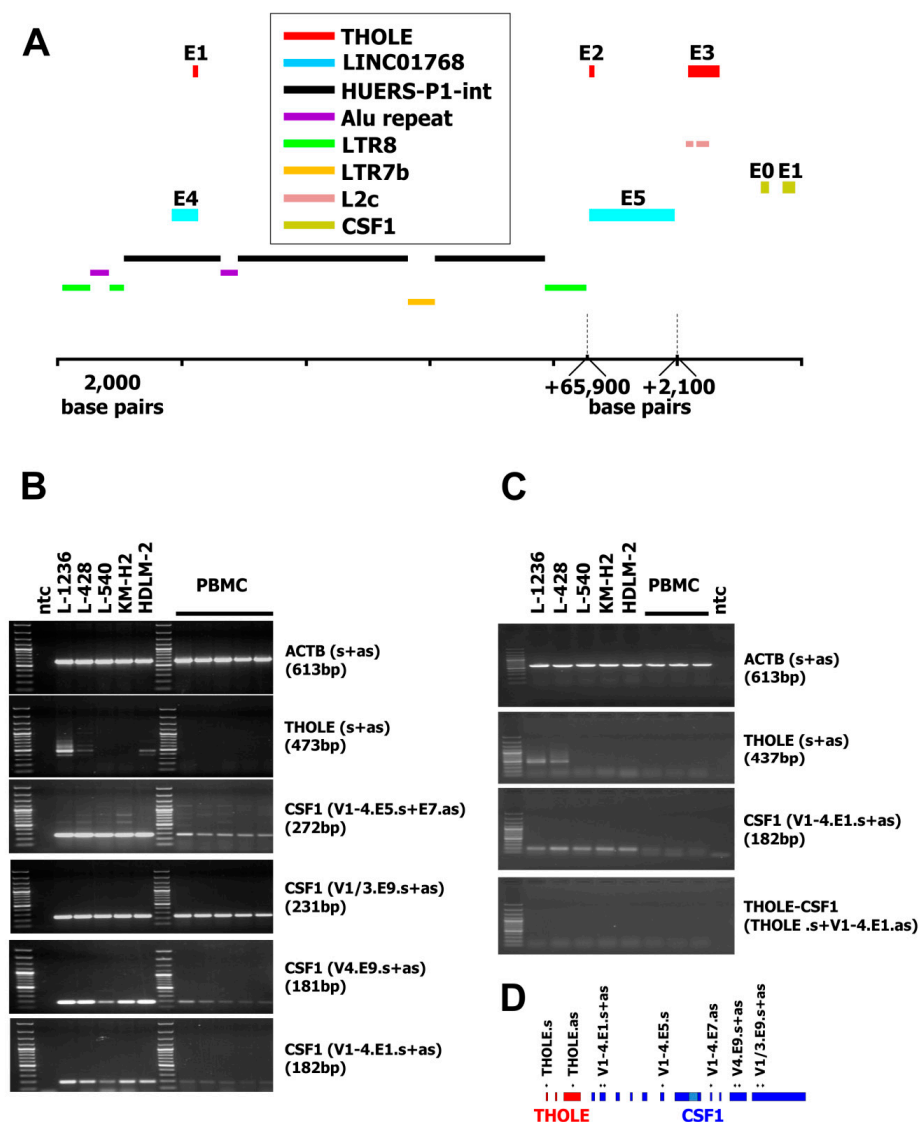 A
THOLE
LINC01768
HUERS-P1-int
Alu repeat
LTR8
LTR7b
L2c
CSF1
E1
E2
E3
E0 E1
E4
E5
2,000
base pairs
+65,900
+2,100
base pairs
B
ntc
L-1236
L-428
L-540
KM-H2
HDLM-2
PBMC
ACTB (s+as)
(613bp)
THOLE (s+as)
(473bp)
CSF1 (V1-4.E5.s+E7.as)
(272bp)
CSF1 (V1/3.E9.s+as)
(231bp)
CSF1 (V4.E9.s+as)
(181bp)
CSF1 (V1-4.E1.s+as)
(182bp)
C
L-1236
L-428
L-540
KM-H2
HDLM-2
PBMC
ntc
ACTB (s+as)
(613bp)
THOLE (s+as)
(437bp)
CSF1 (V1-4.E1.s+as)
(182bp)
THOLE-CSF1
(THOLE .s+V1-4.E1.as)
D
· THOLE.s
· THOLE.as
: V1-4.E1.s+as
· V1-4.E5.s
· V1-4.E7.as
: V4.E9.s+as
: V1/3.E9.s+as
THOLE
CSF1